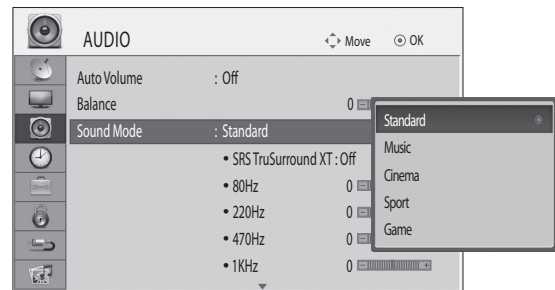 AUDIO
Move
OK
Auto Volume : Off
Balance 0
Sound Mode : Standard
• SRS TruSurround XT : Off
• 80Hz 0
• 220Hz 0
• 470Hz 0
• 1KHz 0
Standard
Music
Cinema
Sport
Game